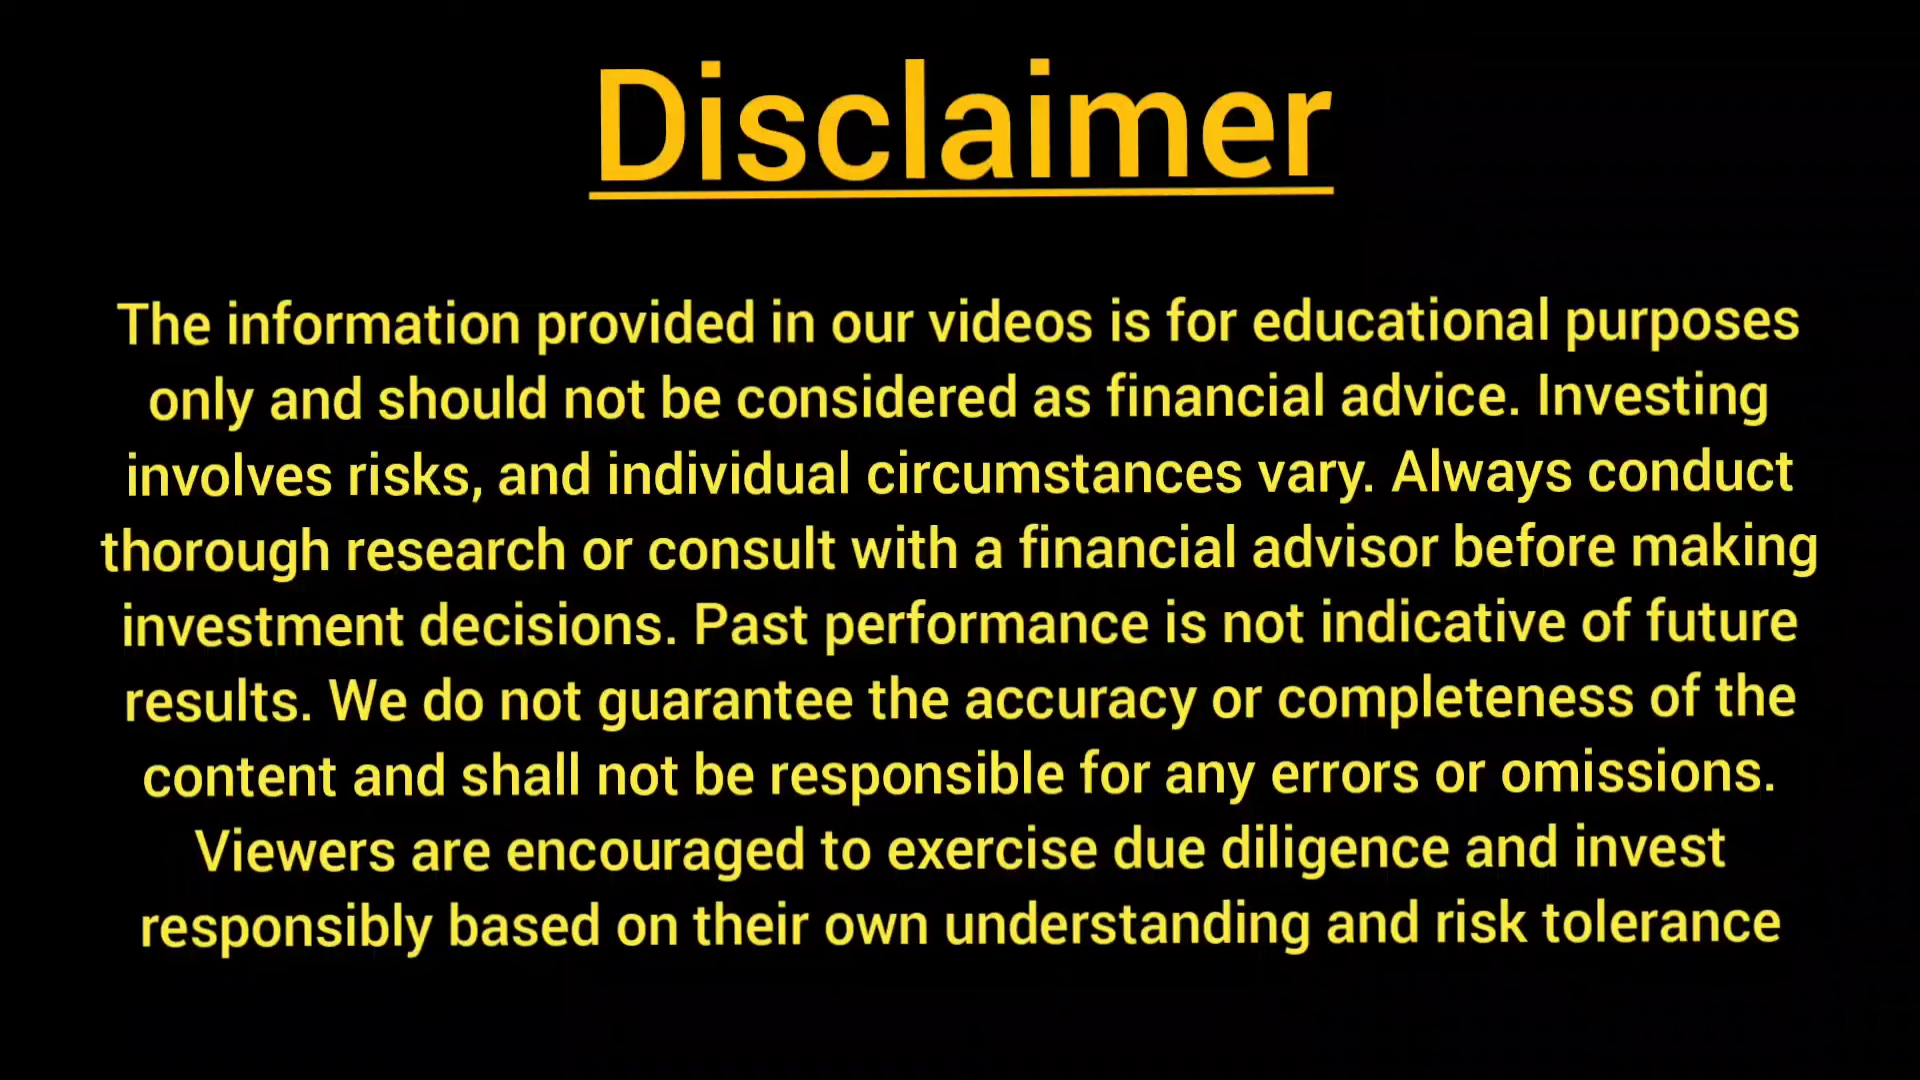 Disclaimer
The information provided in our videos is for educational purposes
only and should not be considered as financial advice. Investing
involves risks, and individual circumstances vary. Always conduct
thorough research or consult with a financial advisor before making
investment decisions. Past performance is not indicative of future
results. We do not guarantee the accuracy or completeness of the
content and shall not be responsible for any errors or omissions.
Viewers are encouraged to exercise due diligence and invest
responsibly based on their own understanding and risk tolerance